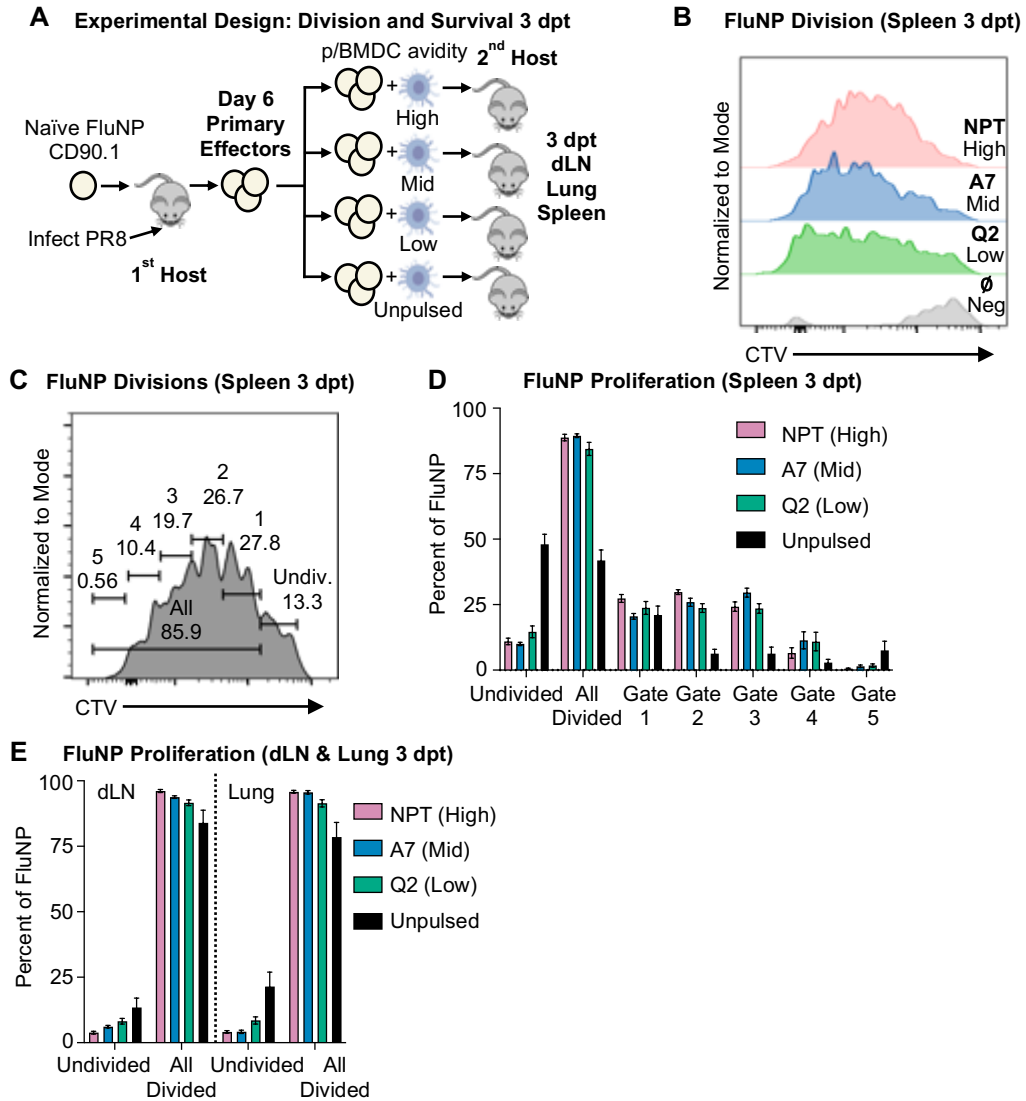 A Experimental Design: Division and Survival 3 dpt
p/BMDC avidity
2nd Host
Naïve FluNP
CD90.1
Day 6
Primary
Effectors
Infect PR8
1st Host
+
High
+
Mid
+
Low
+
Unpulsed
3 dpt
dLN
Lung
Spleen
B FluNP Division (Spleen 3 dpt)
Normalized to Mode
NPT
High
A7
Mid
Q2
Low
Ø
Neg
CTV
C FluNP Divisions (Spleen 3 dpt)
Normalized to Mode
5
0.56
4
10.4
3
19.7
2
26.7
1
27.8
Undiv.
13.3
All
85.9
CTV
D FluNP Proliferation (Spleen 3 dpt)
Percent of FluNP
100
75
50
25
0
NPT (High)
A7 (Mid)
Q2 (Low)
Unpulsed
Undivided
All
Divided
Gate
1
Gate
2
Gate
3
Gate
4
Gate
5
E FluNP Proliferation (dLN & Lung 3 dpt)
Percent of FluNP
100
75
50
25
0
dLN
Lung
NPT (High)
A7 (Mid)
Q2 (Low)
Unpulsed
Undivided
All
Divided
Undivided
All
Divided